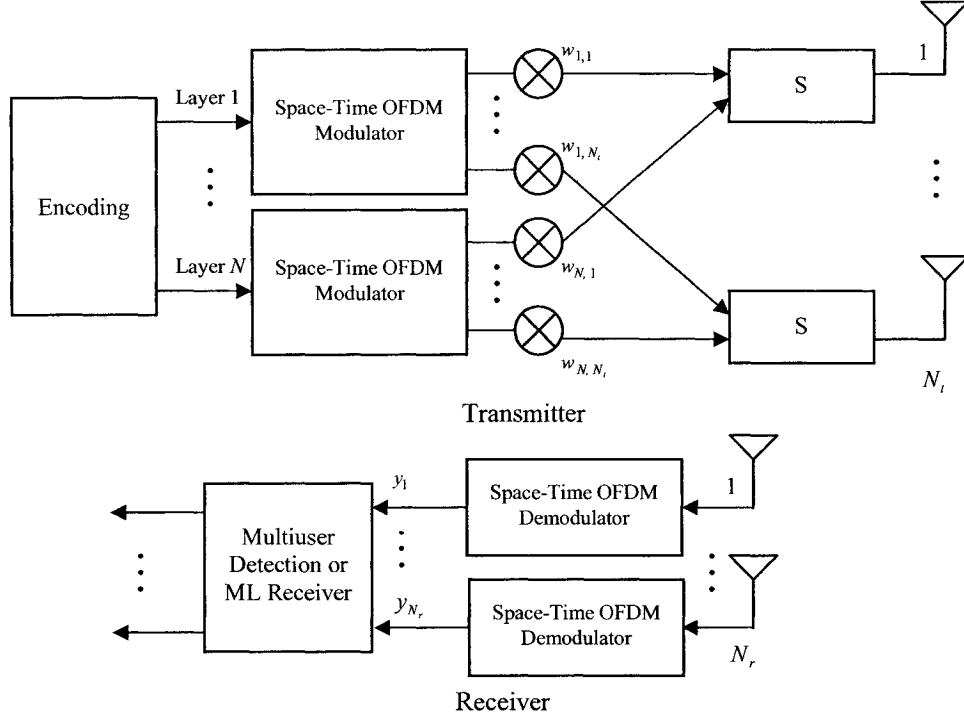 Encoding
Layer 1
Layer N
Space-Time OFDM
Modulator
Space-Time OFDM
Modulator
w1,1
w1,Nt
wN,1
wN,Nt
S
S
1
Nt
Transmitter
Multiuser
Detection or
ML Receiver
y1
yNr
Space-Time OFDM
Demodulator
Space-Time OFDM
Demodulator
1
Nr
Receiver